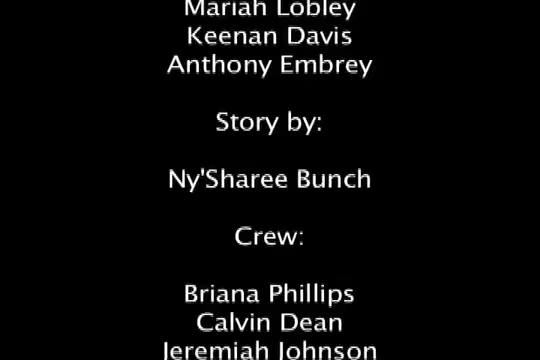 Mariah Lobley
Keenan Davis
Anthony Embrey
Story by:
Ny'Sharee Bunch
Crew:
Briana Phillips
Calvin Dean
Jeremiah Johnson